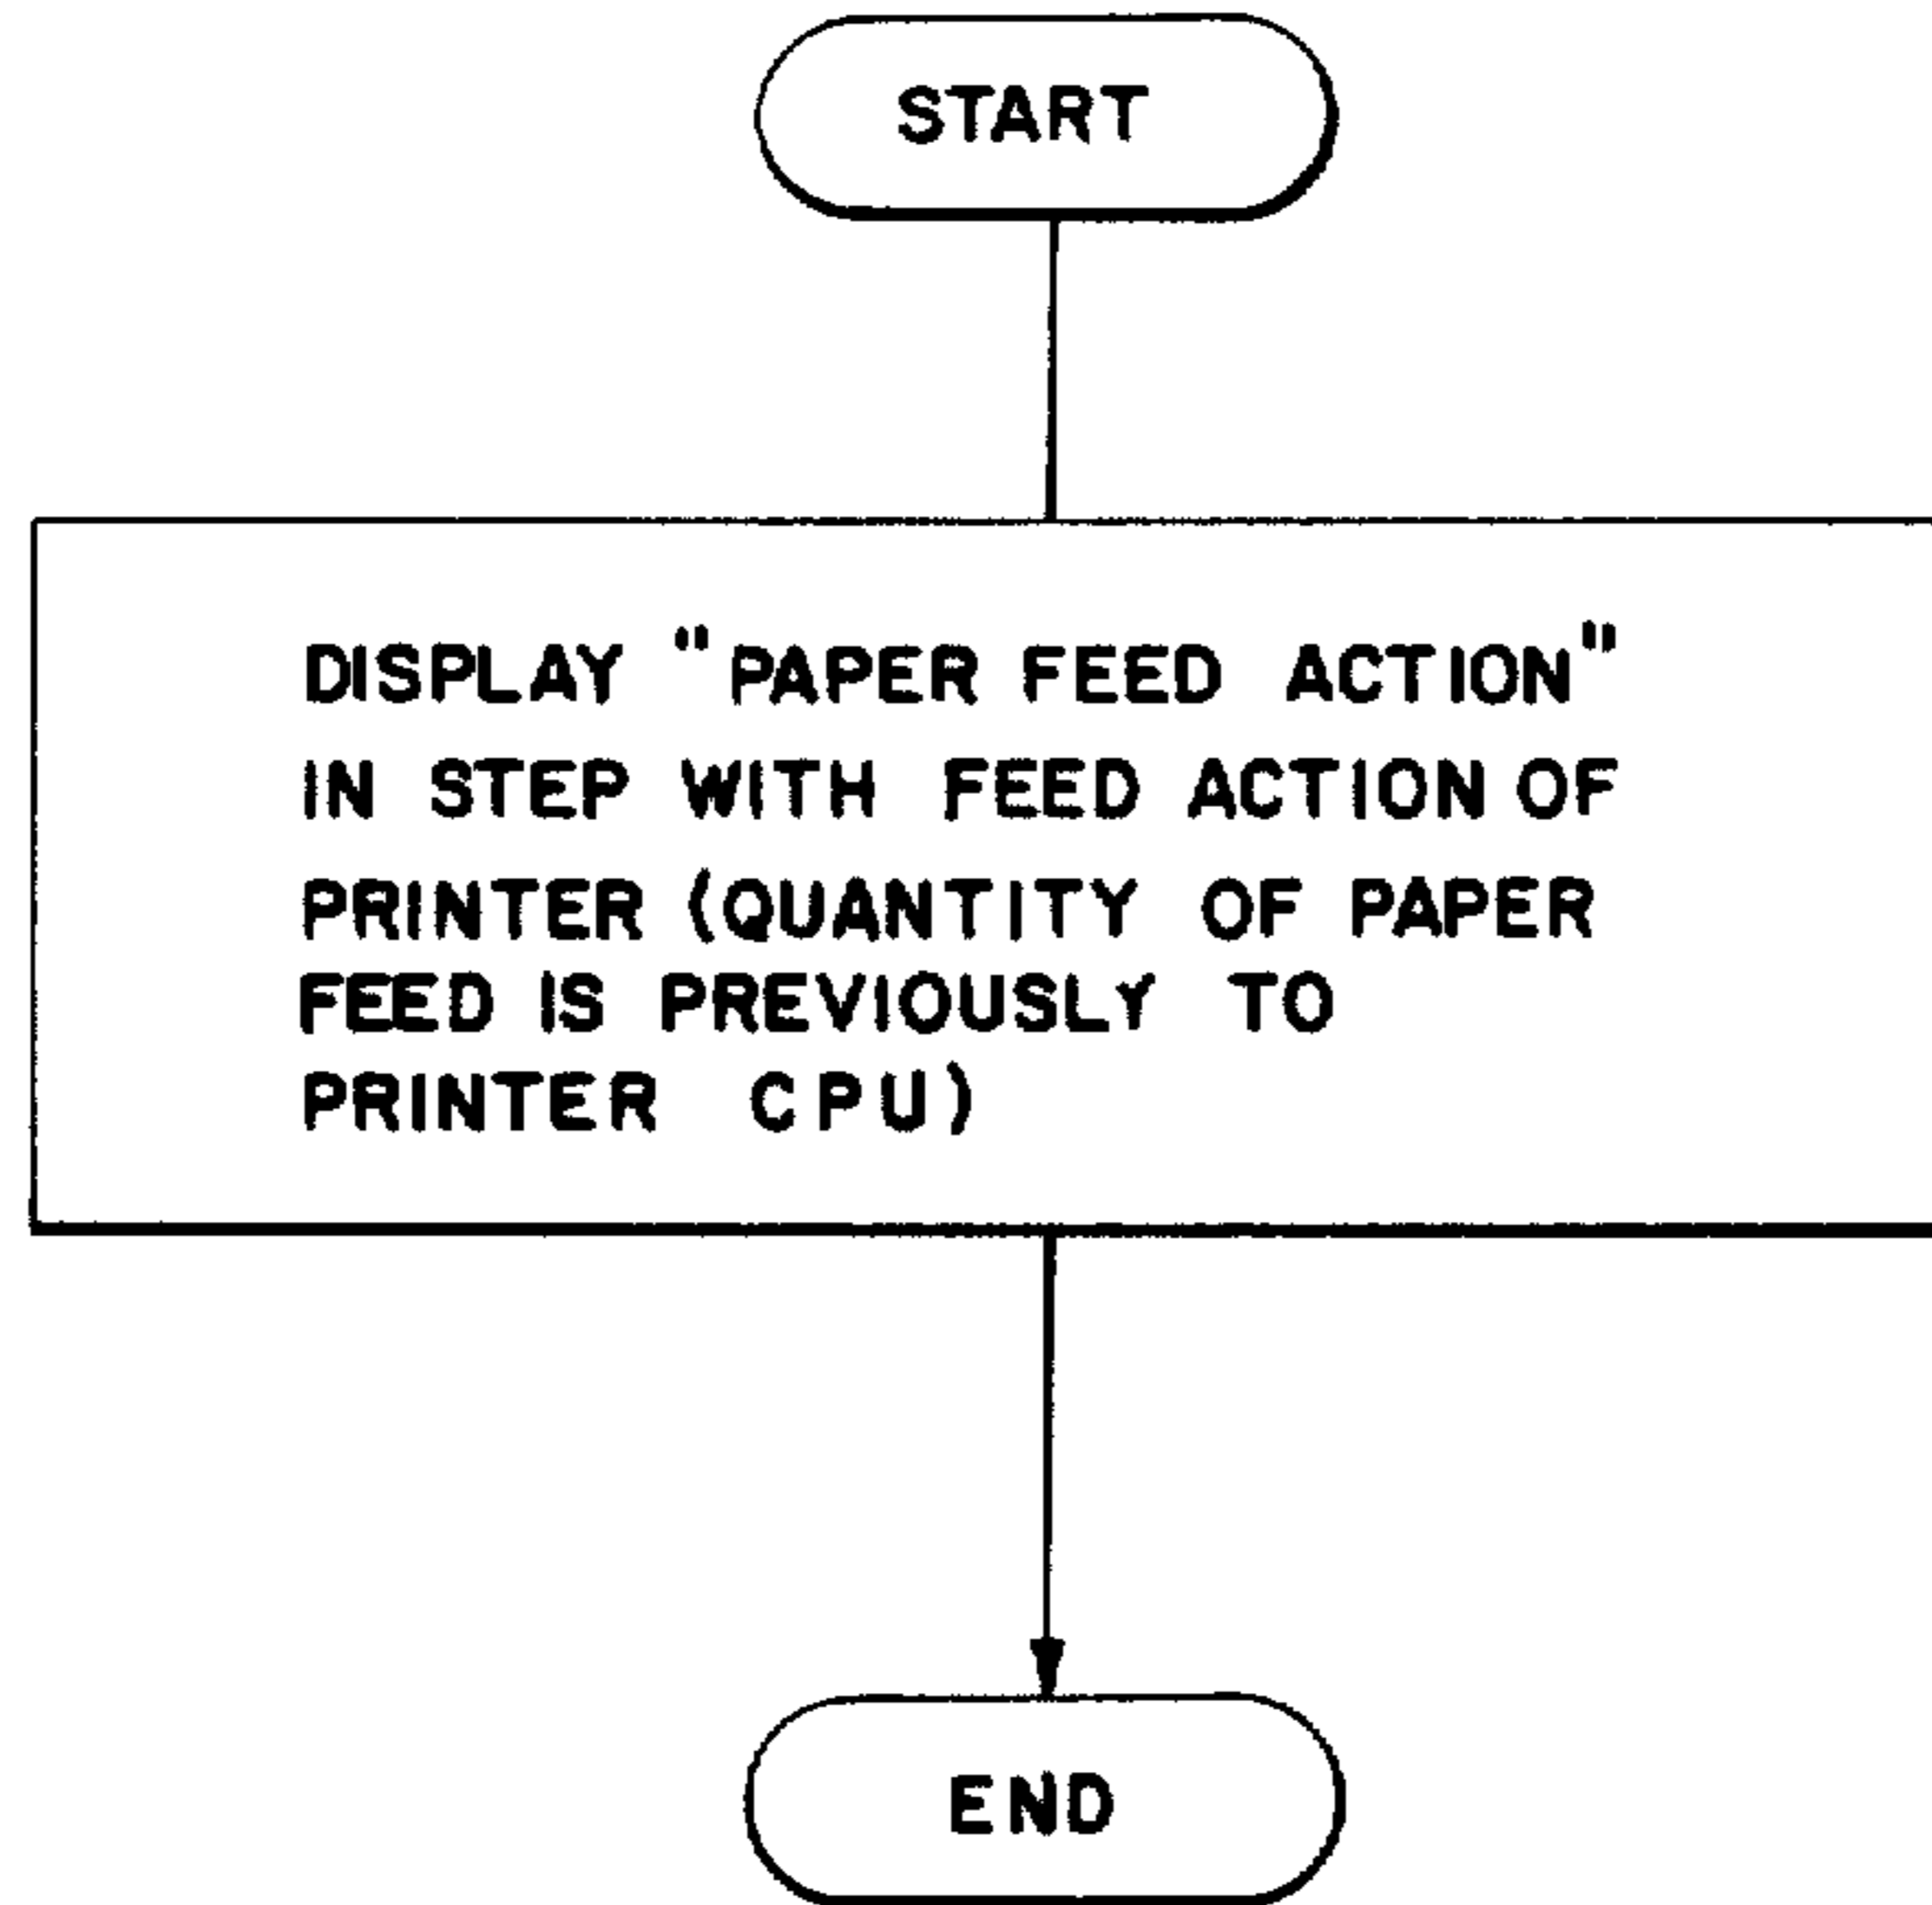 START
DISPLAY "PAPER FEED ACTION"
IN STEP WITH FEED ACTION OF
PRINTER (QUANTITY OF PAPER
FEED IS PREVIOUSLY TO
PRINTER CPU)
END